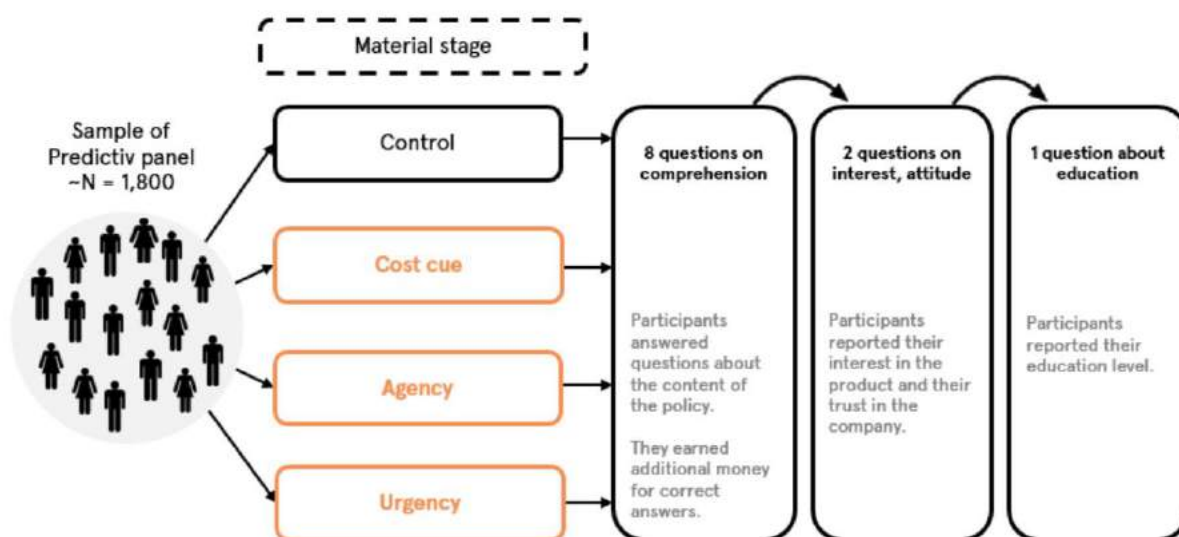 Material stage
Sample of
Predictiv panel
~N = 1,800
Control
Cost cue
Agency
Urgency
8 questions on
comprehension
Participants
answered
questions about
the content of
the policy.
They earned
additional money
for correct
answers.
2 questions on
interest, attitude
Participants
reported their
interest in the
product and their
trust in the
company.
1 question about
education
Participants
reported their
education level.